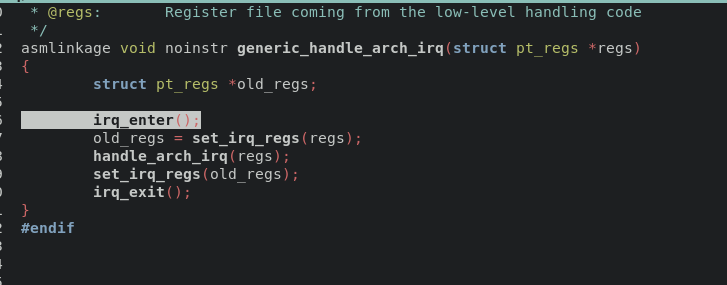 * @regs: Register file coming from the low-level handling code
*/
asmlinkage void noinstr generic_handle_arch_irq(struct pt_regs *regs)
{
struct pt_regs *old_regs;
irq_enter();
old_regs = set_irq_regs(regs);
handle_arch_irq(regs);
set_irq_regs(old_regs);
irq_exit();
}
#endif